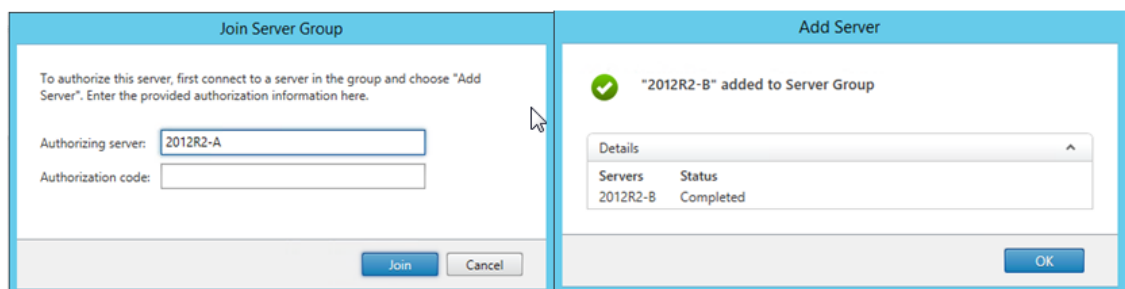 Join Server Group
To authorize this server, first connect to a server in the group and choose "Add
Server". Enter the provided authorization information here.
Authorizing server: 2012R2-A
Authorization code:
Join Cancel
Add Server
"2012R2-B" added to Server Group
Details
Servers Status
2012R2-B Completed
OK